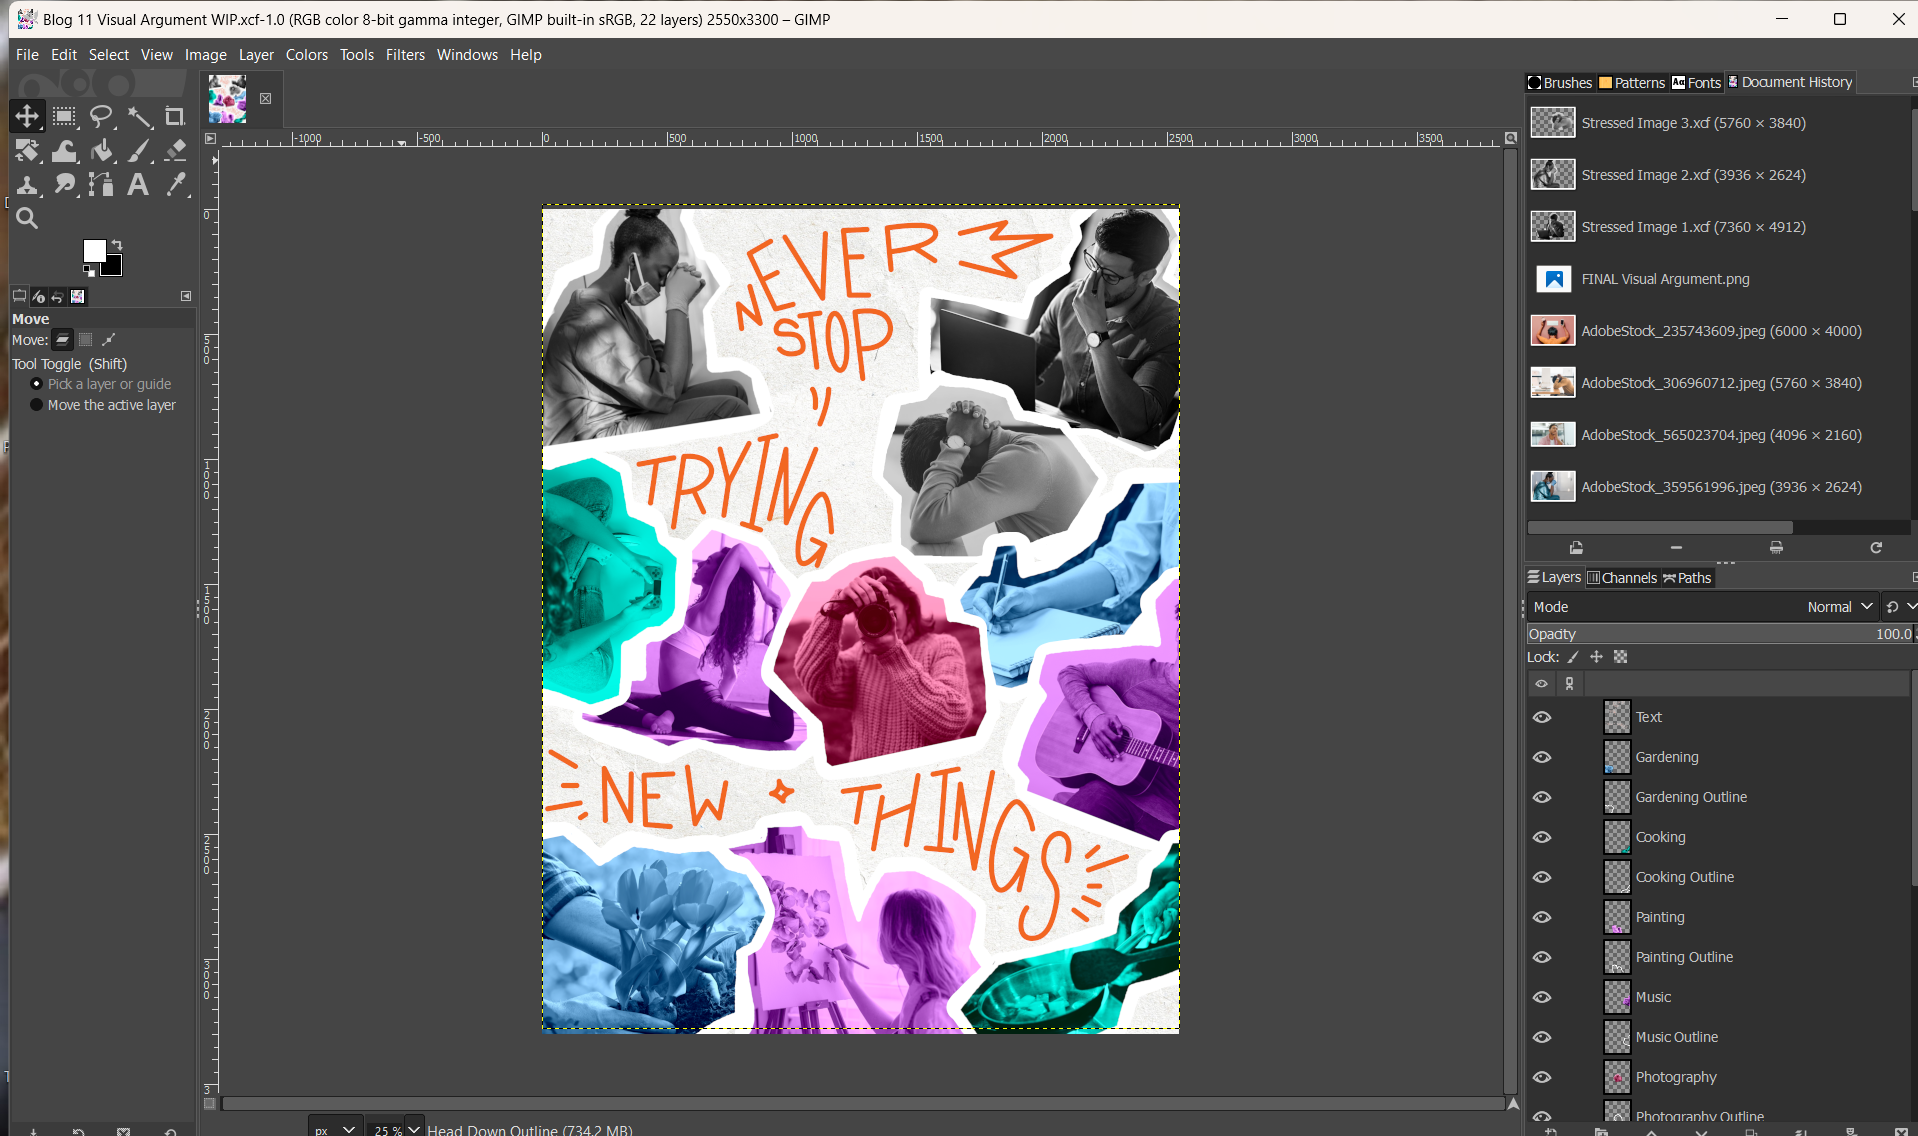 Blog 11 Visual Argument WIP.xcf-1.0 (RGB color 8-bit gamma integer, GIMP built-in sRGB, 22 layers) 2550x3300 – GIMP
File Edit Select View Image Layer Colors Tools Filters Windows Help
Move
Move:
Tool Toggle (Shift)
Pick a layer or guide
Move the active layer
-1000 -500 0 500 1000 1500 2000 2500 3000 3500
0
500
1000
1500
2000
2500
3000
3
NEVER
STOP
TRYING
NEW THINGS
px 25 % Head Down Outline (734.2 MB)
Brushes Patterns Aa Fonts Document History
Stressed Image 3.xcf (5760 × 3840)
Stressed Image 2.xcf (3936 × 2624)
Stressed Image 1.xcf (7360 × 4912)
FINAL Visual Argument.png
AdobeStock_235743609.jpeg (6000 × 4000)
AdobeStock_306960712.jpeg (5760 × 3840)
AdobeStock_565023704.jpeg (4096 × 2160)
AdobeStock_359561996.jpeg (3936 × 2624)
Layers Channels Paths
Mode Normal
Opacity 100.0
Lock:
Text
Gardening
Gardening Outline
Cooking
Cooking Outline
Painting
Painting Outline
Music
Music Outline
Photography
Photography Outline